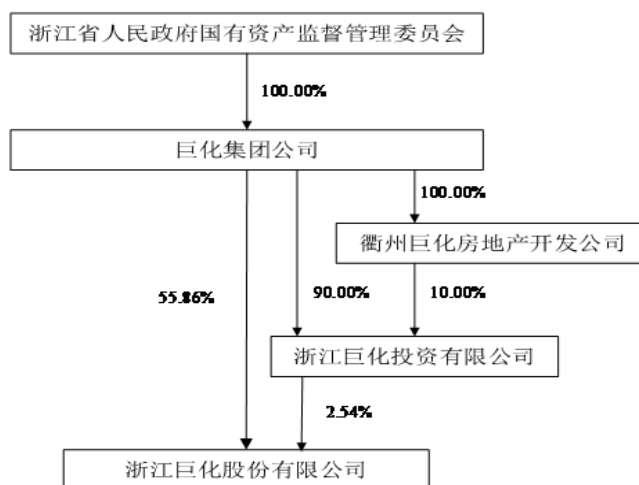 浙江省人民政府国有资产监督管理委员会
100.00%
巨化集团公司
100.00%
衢州巨化房地产开发公司
55.86%
90.00%
10.00%
浙江巨化投资有限公司
2.54%
浙江巨化股份有限公司